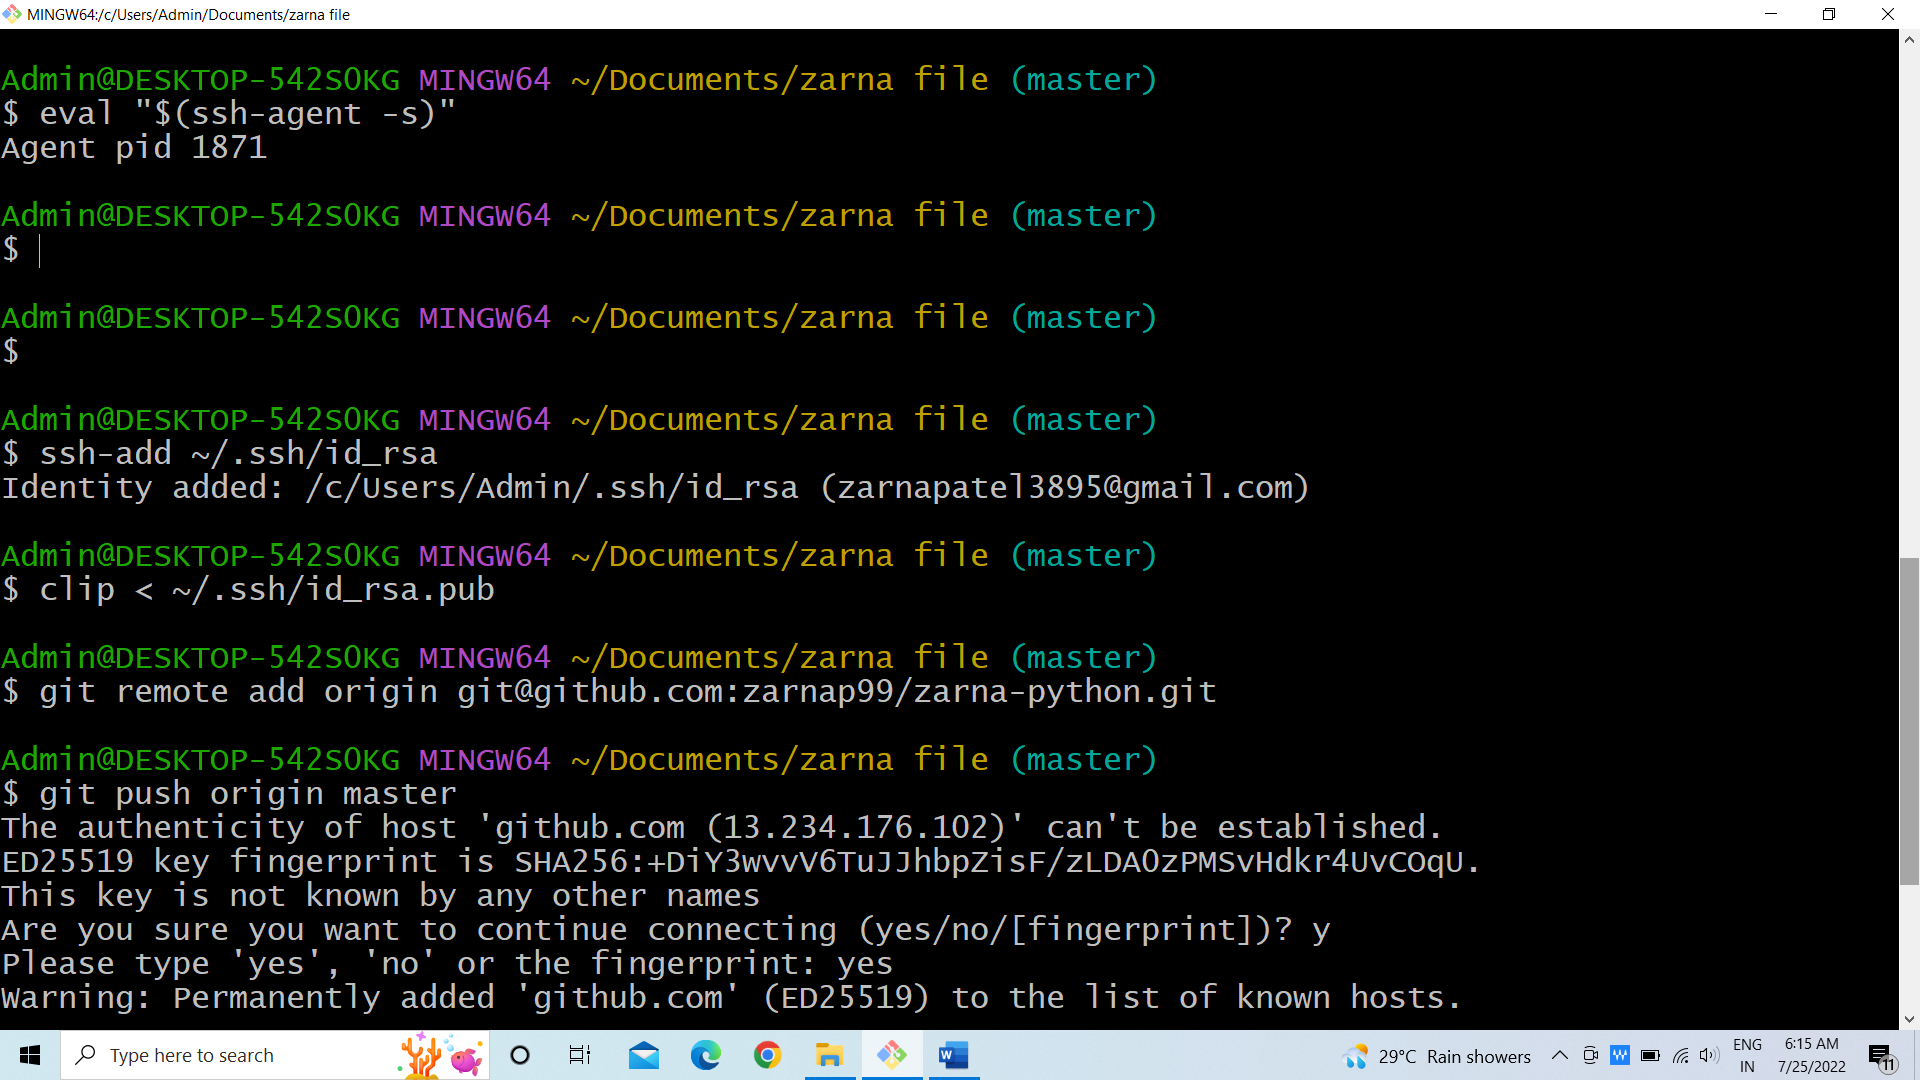 MINGW64:/c/Users/Admin/Documents/zarna file
Admin@DESKTOP-542S0KG MINGW64 ~/Documents/zarna file (master)
$ eval "$(ssh-agent -s)"
Agent pid 1871
Admin@DESKTOP-542S0KG MINGW64 ~/Documents/zarna file (master)
$
Admin@DESKTOP-542S0KG MINGW64 ~/Documents/zarna file (master)
$
Admin@DESKTOP-542S0KG MINGW64 ~/Documents/zarna file (master)
$ ssh-add ~/.ssh/id_rsa
Identity added: /c/Users/Admin/.ssh/id_rsa (zarnapatel3895@gmail.com)
Admin@DESKTOP-542S0KG MINGW64 ~/Documents/zarna file (master)
$ clip < ~/.ssh/id_rsa.pub
Admin@DESKTOP-542S0KG MINGW64 ~/Documents/zarna file (master)
$ git remote add origin git@github.com:zarnap99/zarna-python.git
Admin@DESKTOP-542S0KG MINGW64 ~/Documents/zarna file (master)
$ git push origin master
The authenticity of host 'github.com (13.234.176.102)' can't be established.
ED25519 key fingerprint is SHA256:+DiY3wvvV6TuJJhbpZisF/zLDA0zPMSvHdkr4UvCOqU.
This key is not known by any other names
Are you sure you want to continue connecting (yes/no/[fingerprint])? y
Please type 'yes', 'no' or the fingerprint: yes
Warning: Permanently added 'github.com' (ED25519) to the list of known hosts.
Type here to search
W
W
29°C Rain showers
ENG
IN
6:15 AM
7/25/2022
11